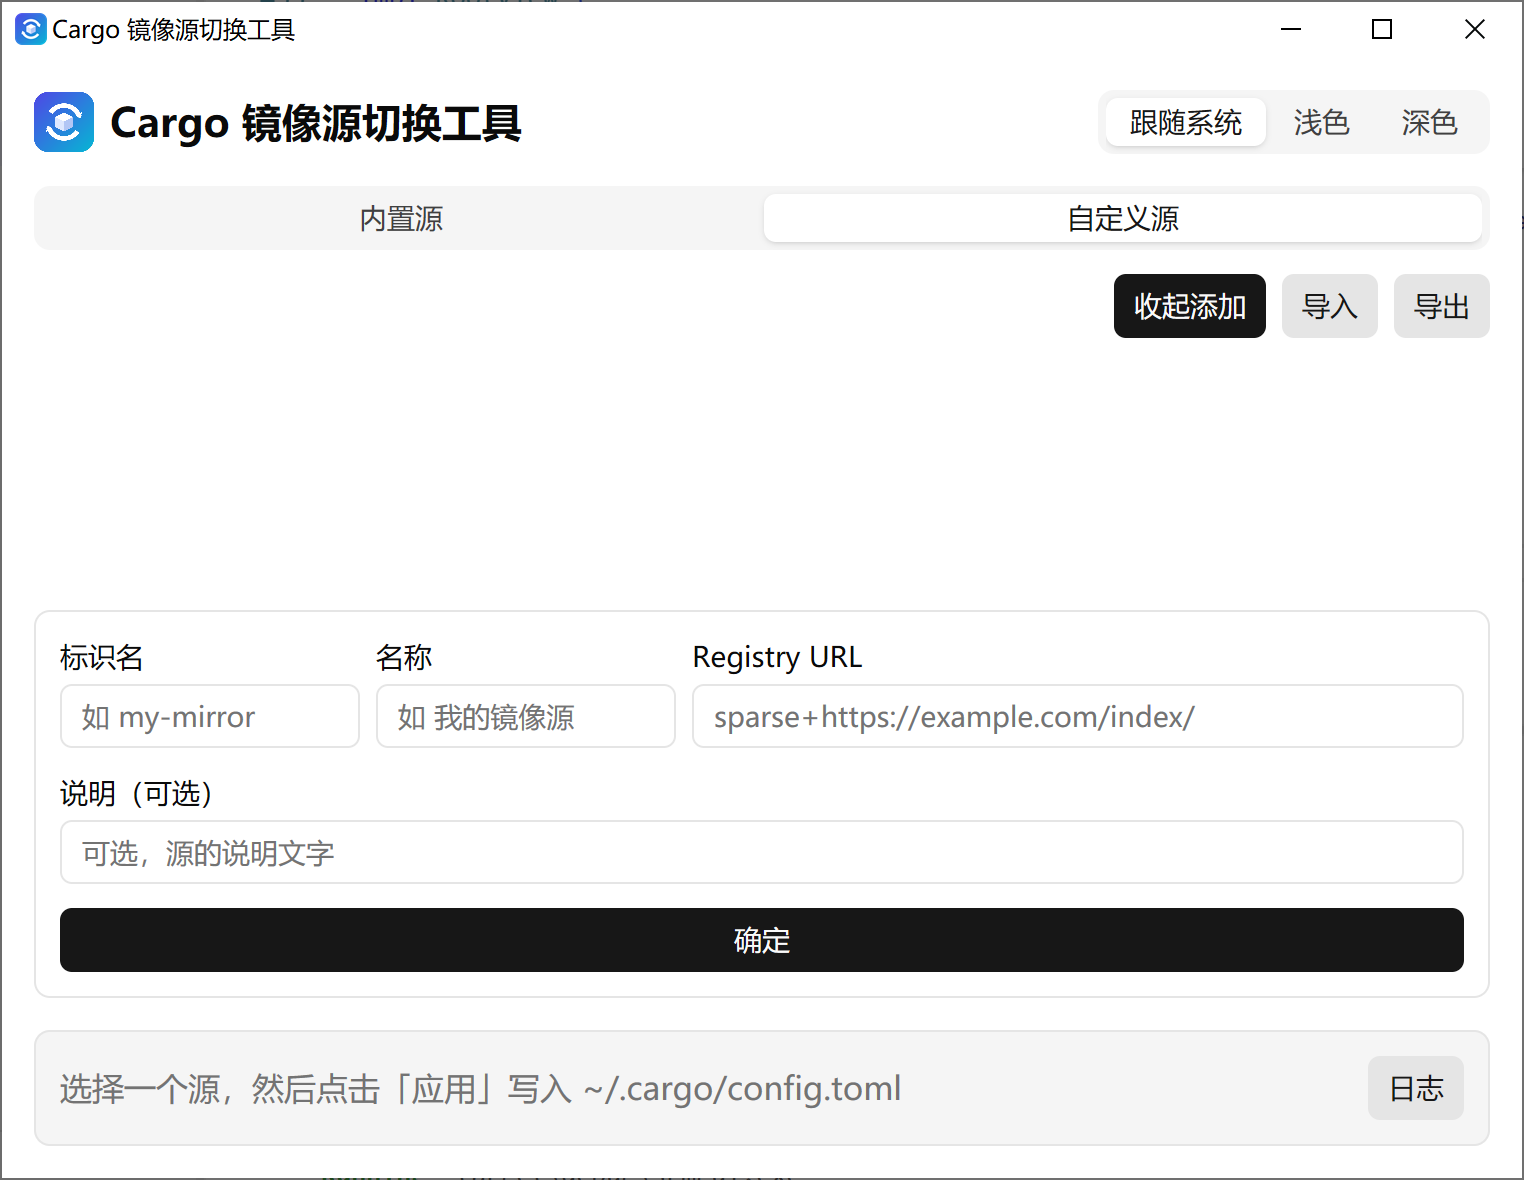 Cargo 镜像源切换工具
Cargo 镜像源切换工具
跟随系统 浅色 深色
内置源 自定义源
收起添加 导入 导出
标识名 名称 Registry URL
如 my-mirror 如 我的镜像源 sparse+https://example.com/index/
说明（可选）
可选，源的说明文字
确定
选择一个源，然后点击「应用」写入 ~/.cargo/config.toml
日志